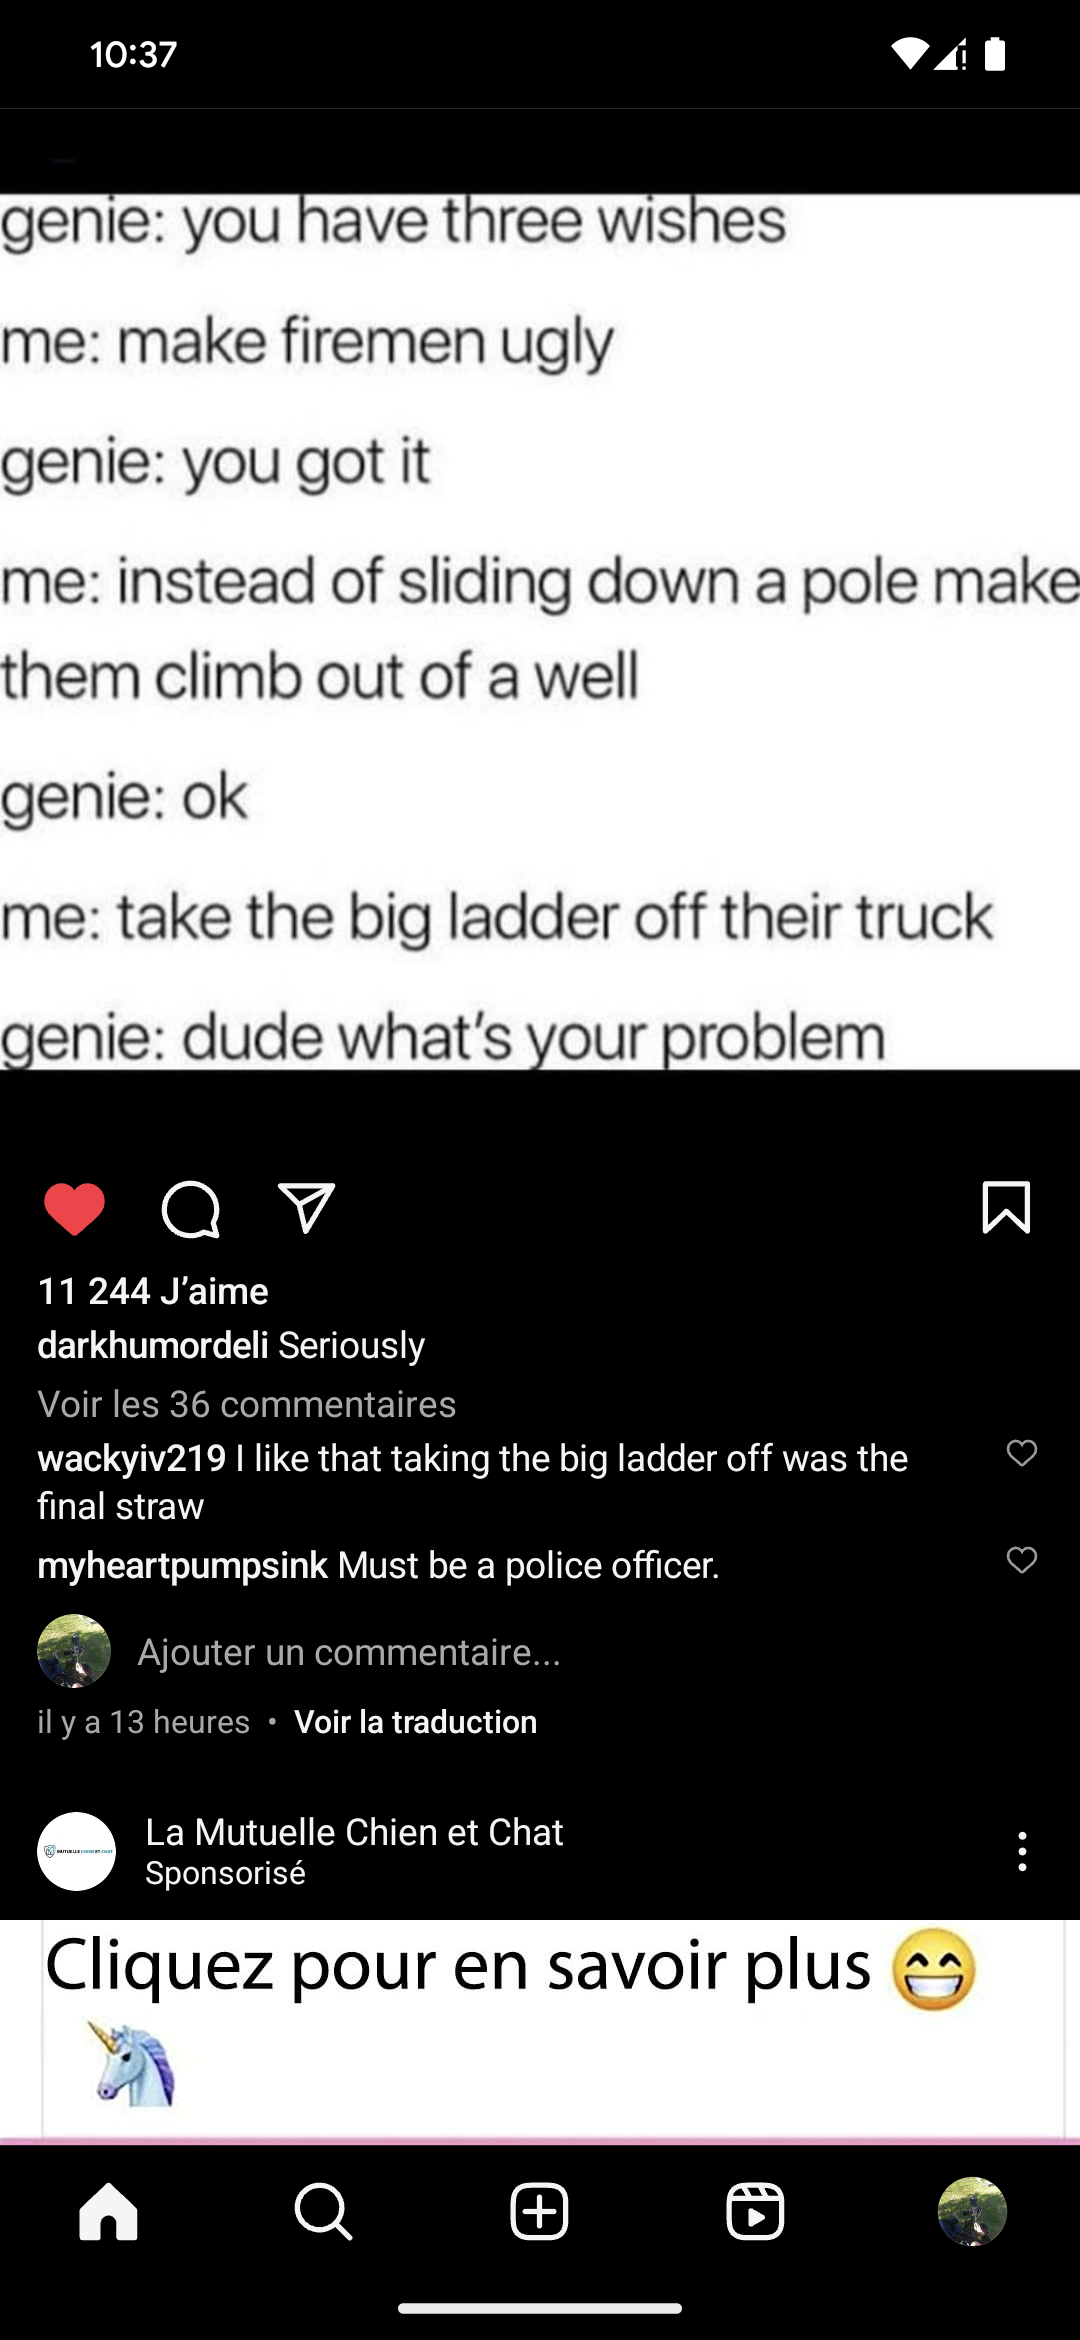 10:37
genie: you have three wishes
me: make firemen ugly
genie: you got it
me: instead of sliding down a pole make
them climb out of a well
genie: ok
me: take the big ladder off their truck
genie: dude what's your problem
11 244 J’aime
darkhumordeli Seriously
Voir les 36 commentaires
wackyiv219 I like that taking the big ladder off was the
final straw
myheartpumpsink Must be a police officer.
Ajouter un commentaire...
il y a 13 heures • Voir la traduction
MUTUELLE CHIEN ET CHAT
La Mutuelle Chien et Chat
Sponsorisé
Cliquez pour en savoir plus 😁
🦄